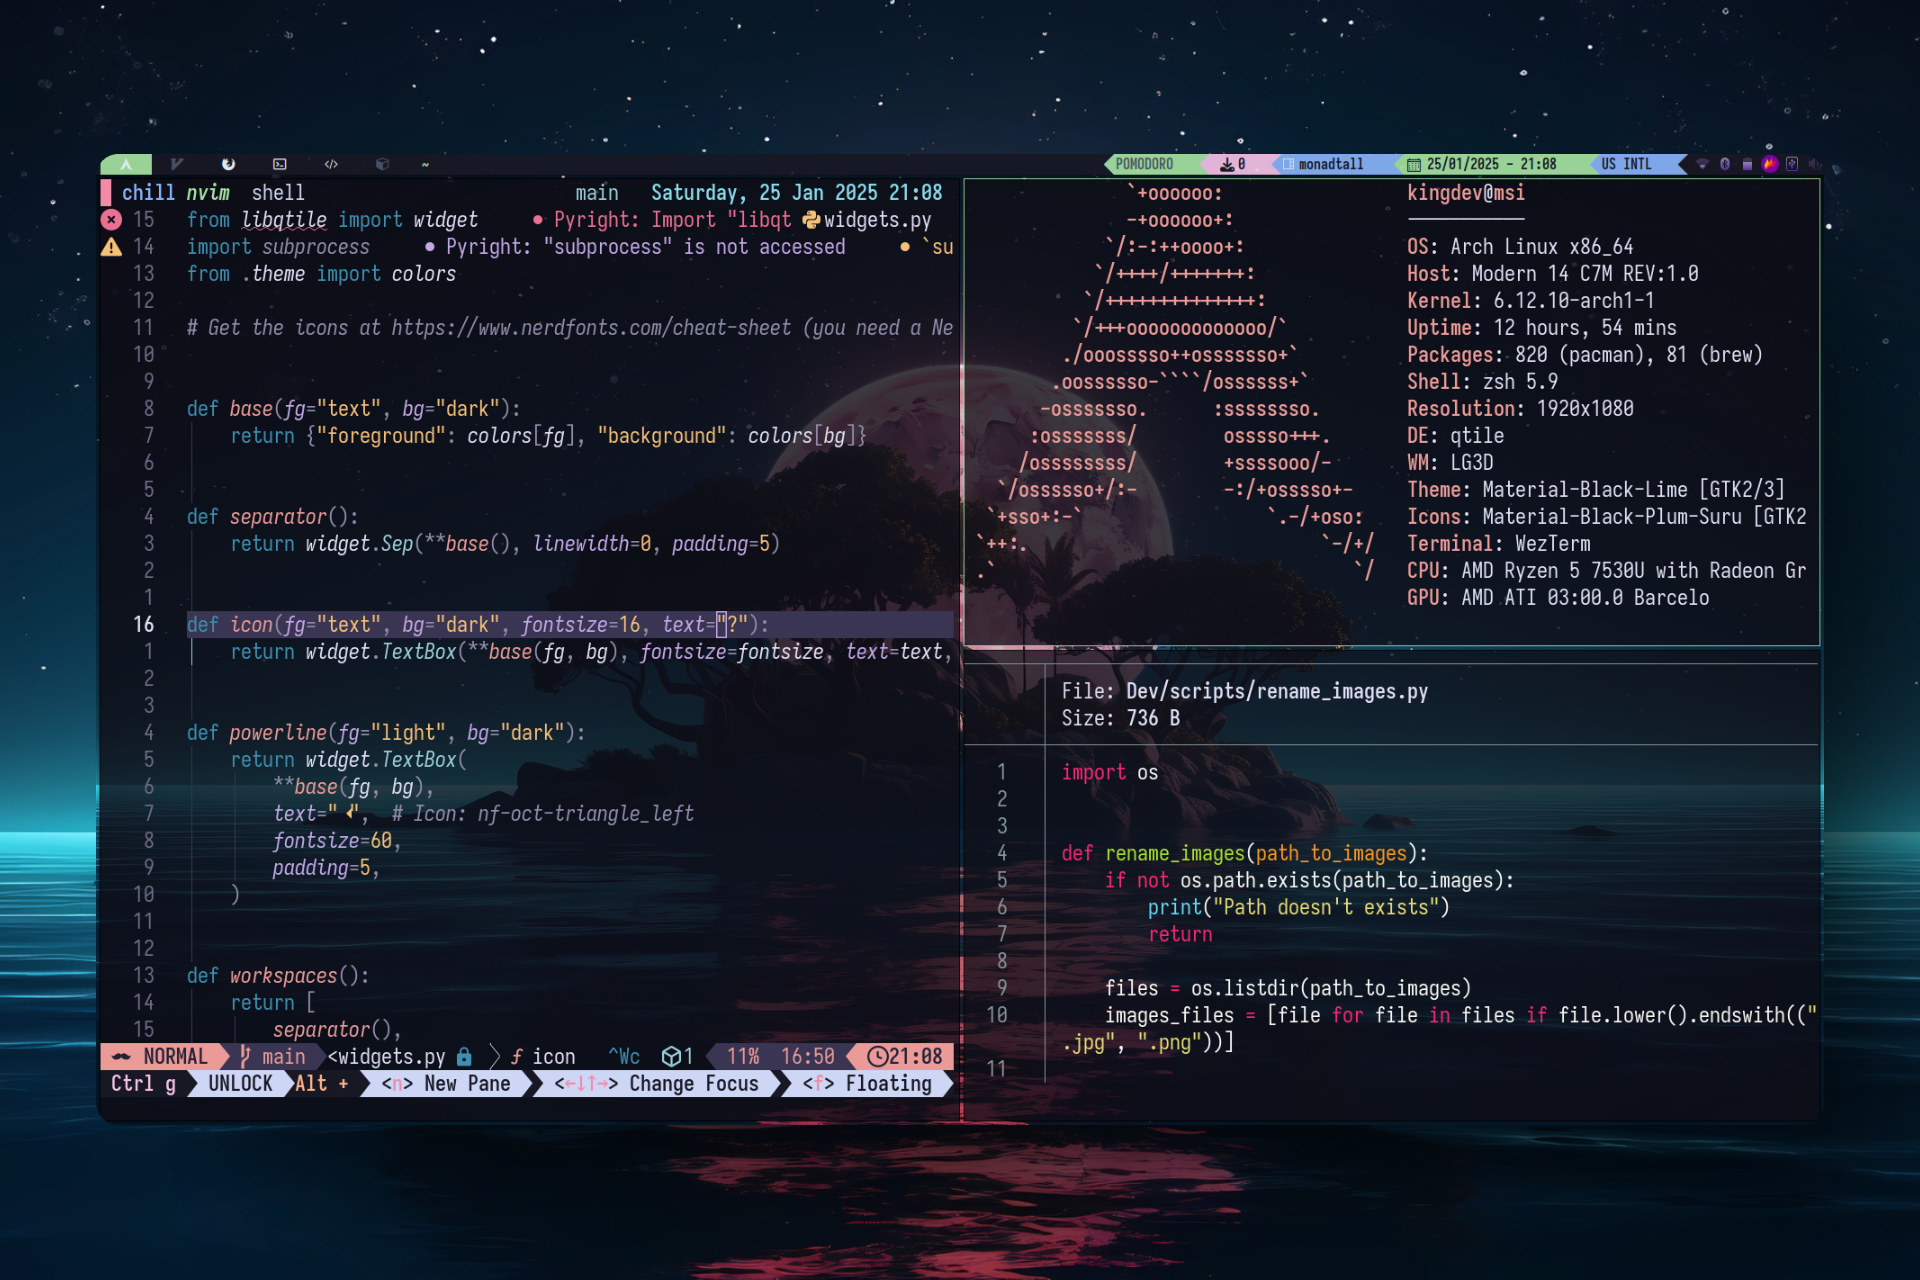 POMODORO 0 monadtall 25/01/2025 - 21:08 US INTL
chill nvim shell main Saturday, 25 Jan 2025 21:08
15 from libqtile import widget ● Pyright: Import "libqt widgets.py
14 import subprocess ● Pyright: "subprocess" is not accessed ● `su
13 from .theme import colors
12
11 # Get the icons at https://www.nerdfonts.com/cheat-sheet (you need a Ne
10
9
8 def base(fg="text", bg="dark"):
7 return {"foreground": colors[fg], "background": colors[bg]}
6
5
4 def separator():
3 return widget.Sep(**base(), linewidth=0, padding=5)
2
1
16 def icon(fg="text", bg="dark", fontsize=16, text="?"):
1 return widget.TextBox(**base(fg, bg), fontsize=fontsize, text=text,
2
3
4 def powerline(fg="light", bg="dark"):
5 return widget.TextBox(
6 **base(fg, bg),
7 text="", # Icon: nf-oct-triangle_left
8 fontsize=60,
9 padding=5,
10 )
11
12
13 def workspaces():
14 return [
15 separator(),
NORMAL main <widgets.py f icon ^Wc 1 11% 16:50 21:08
Ctrl g UNLOCK Alt + <n> New Pane <←↓↑→> Change Focus <f> Floating
`+oooooo:
-+oooooo+:
`/:-:++oooo+:
`/++++/+++++++:
`/++++++++++++++:
`/+++ooooooooooooo/`
./ooosssso++osssssso+`
.oossssso-````/ossssss+`
-osssssso. :ssssssso.
:osssssss/ osssso+++.
/ossssssss/ +ssssooo/-
`/ossssso+/:- -:/+osssso+-
`+sso+:-` `.-/+oso:
`++:. `-/+/
.` `/
kingdev@msi
-----------
OS: Arch Linux x86_64
Host: Modern 14 C7M REV:1.0
Kernel: 6.12.10-arch1-1
Uptime: 12 hours, 54 mins
Packages: 820 (pacman), 81 (brew)
Shell: zsh 5.9
Resolution: 1920x1080
DE: qtile
WM: LG3D
Theme: Material-Black-Lime [GTK2/3]
Icons: Material-Black-Plum-Suru [GTK2
Terminal: WezTerm
CPU: AMD Ryzen 5 7530U with Radeon Gr
GPU: AMD ATI 03:00.0 Barcelo
File: Dev/scripts/rename_images.py
Size: 736 B
1 import os
2
3
4 def rename_images(path_to_images):
5 if not os.path.exists(path_to_images):
6 print("Path doesn't exists")
7 return
8
9 files = os.listdir(path_to_images)
10 images_files = [file for file in files if file.lower().endswith(("
.jpg", ".png"))]
11